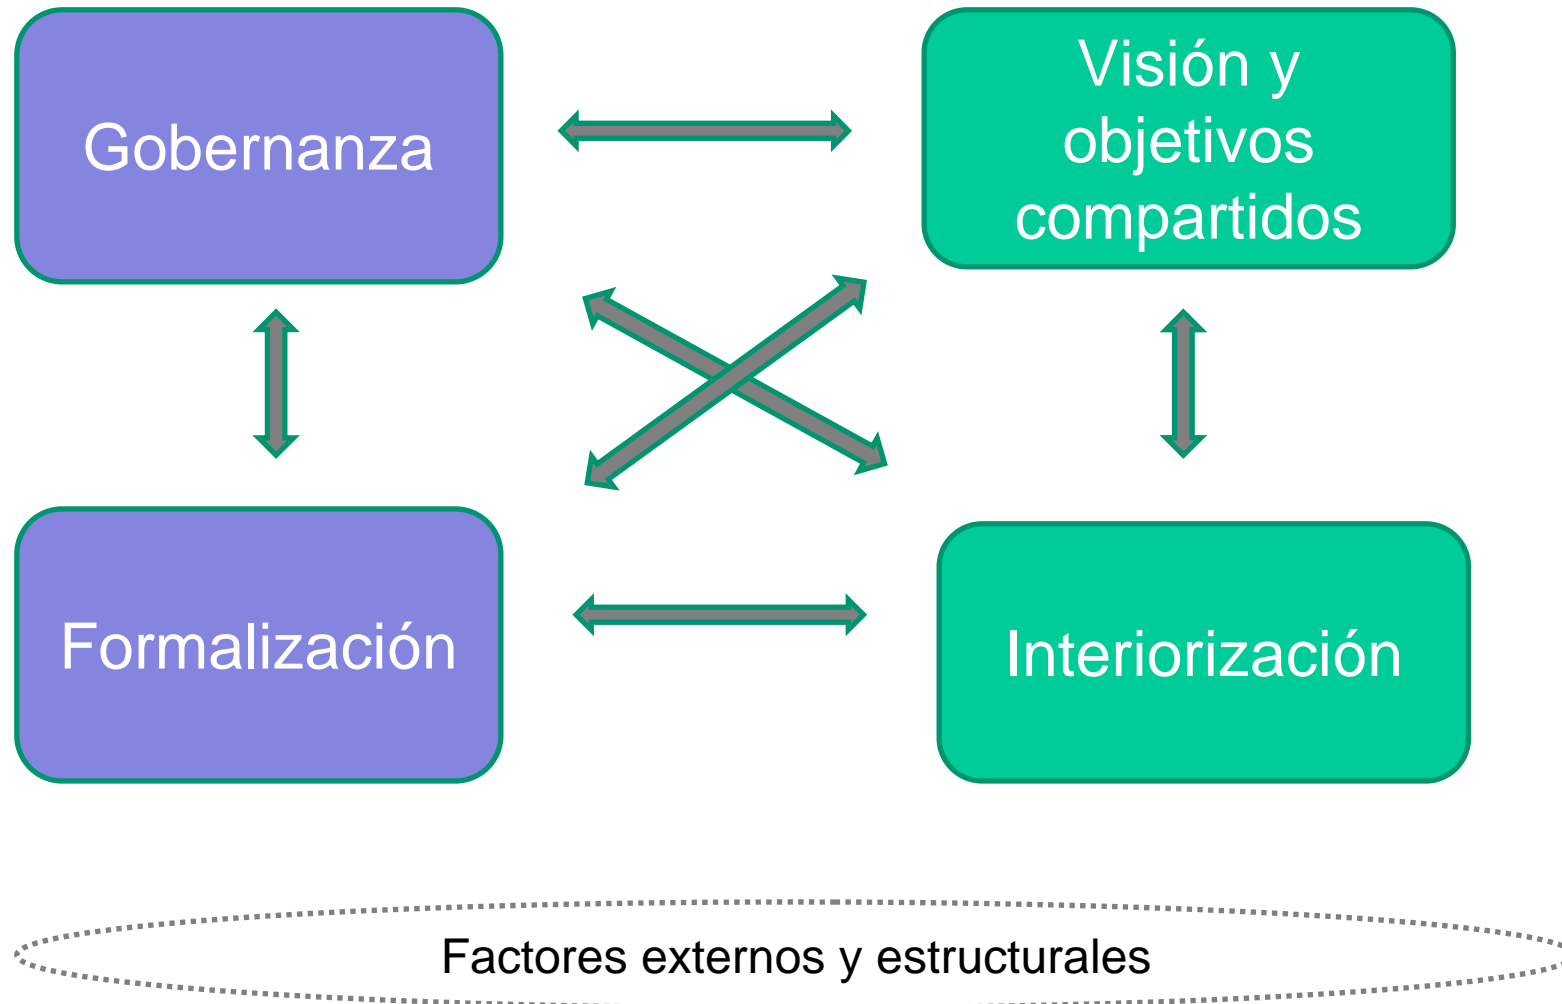 Gobernanza
Visión y
objetivos
compartidos
Formalización
Interiorización
Factores externos y estructurales